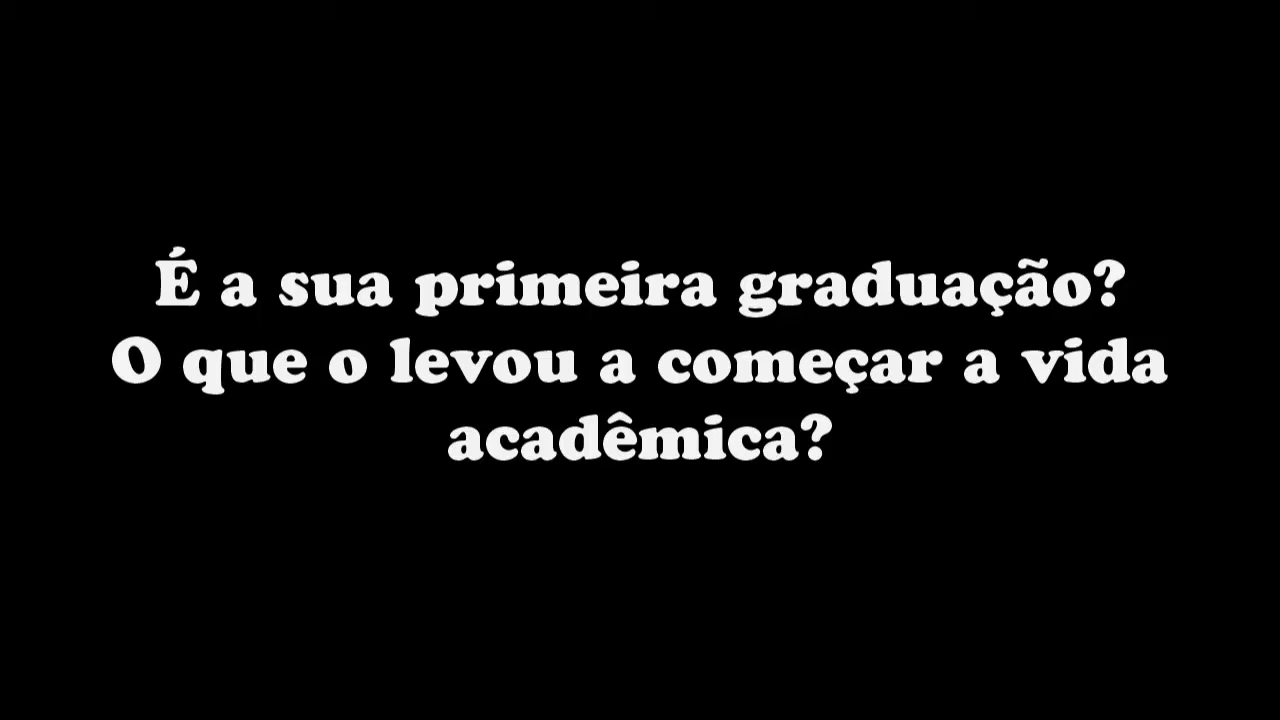 É a sua primeira graduação?
O que o levou a começar a vida
acadêmica?